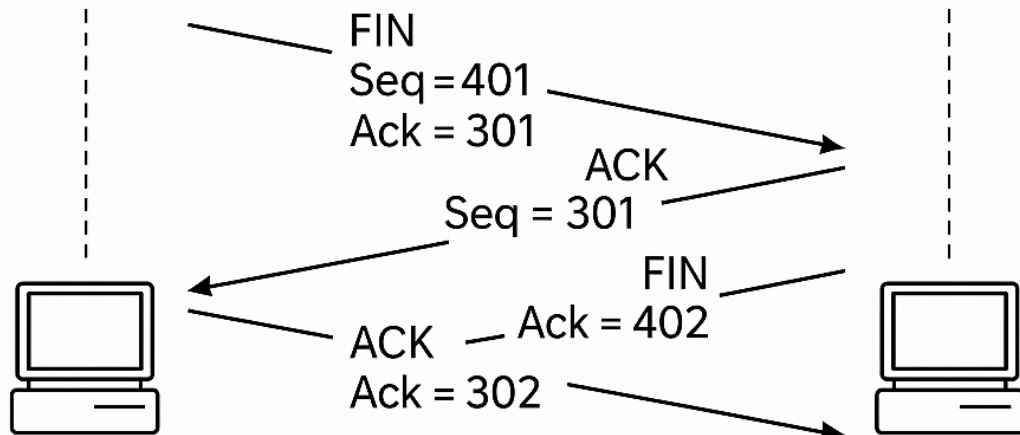 FIN
Seq = 401
Ack = 301
ACK
Seq = 301
FIN
Ack = 402
ACK
Ack = 302